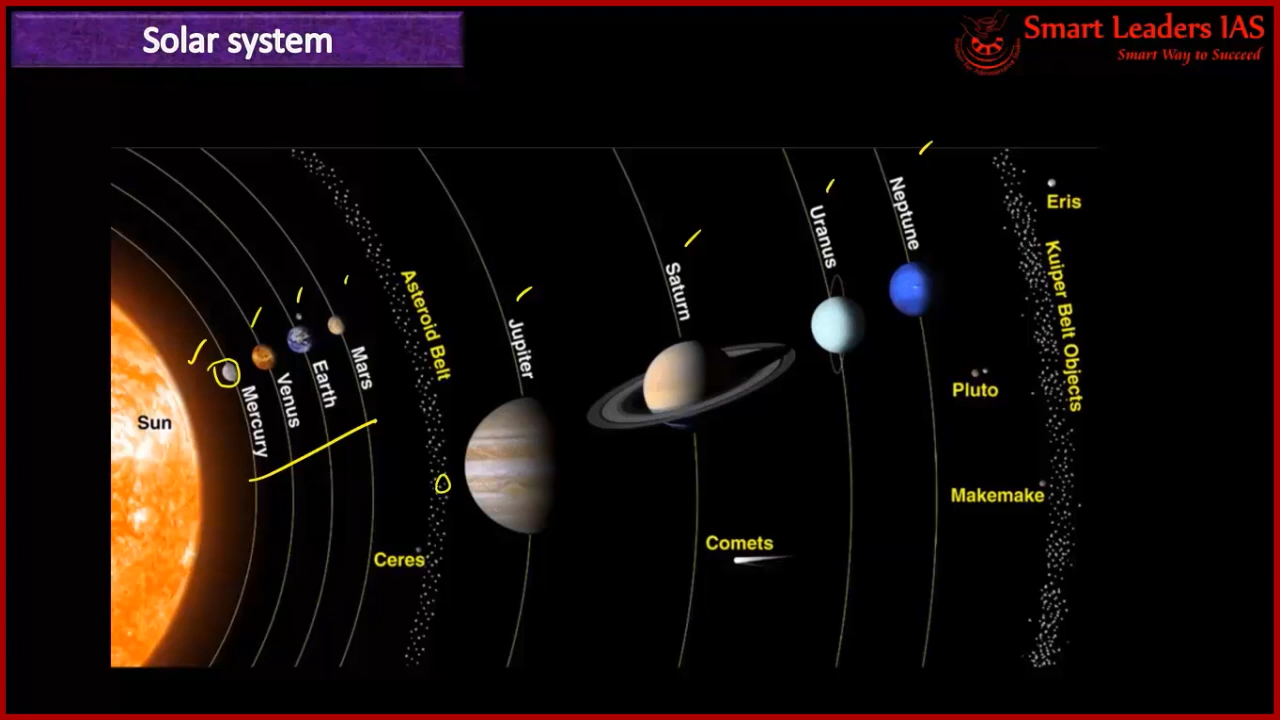 Solar system
Smart Leaders IAS
Smart Way to Succeed
Sun
Mercury
Venus
Earth
Mars
Asteroid Belt
Ceres
Jupiter
Saturn
Comets
Uranus
Neptune
Pluto
Makemake
Eris
Kuiper Belt Objects